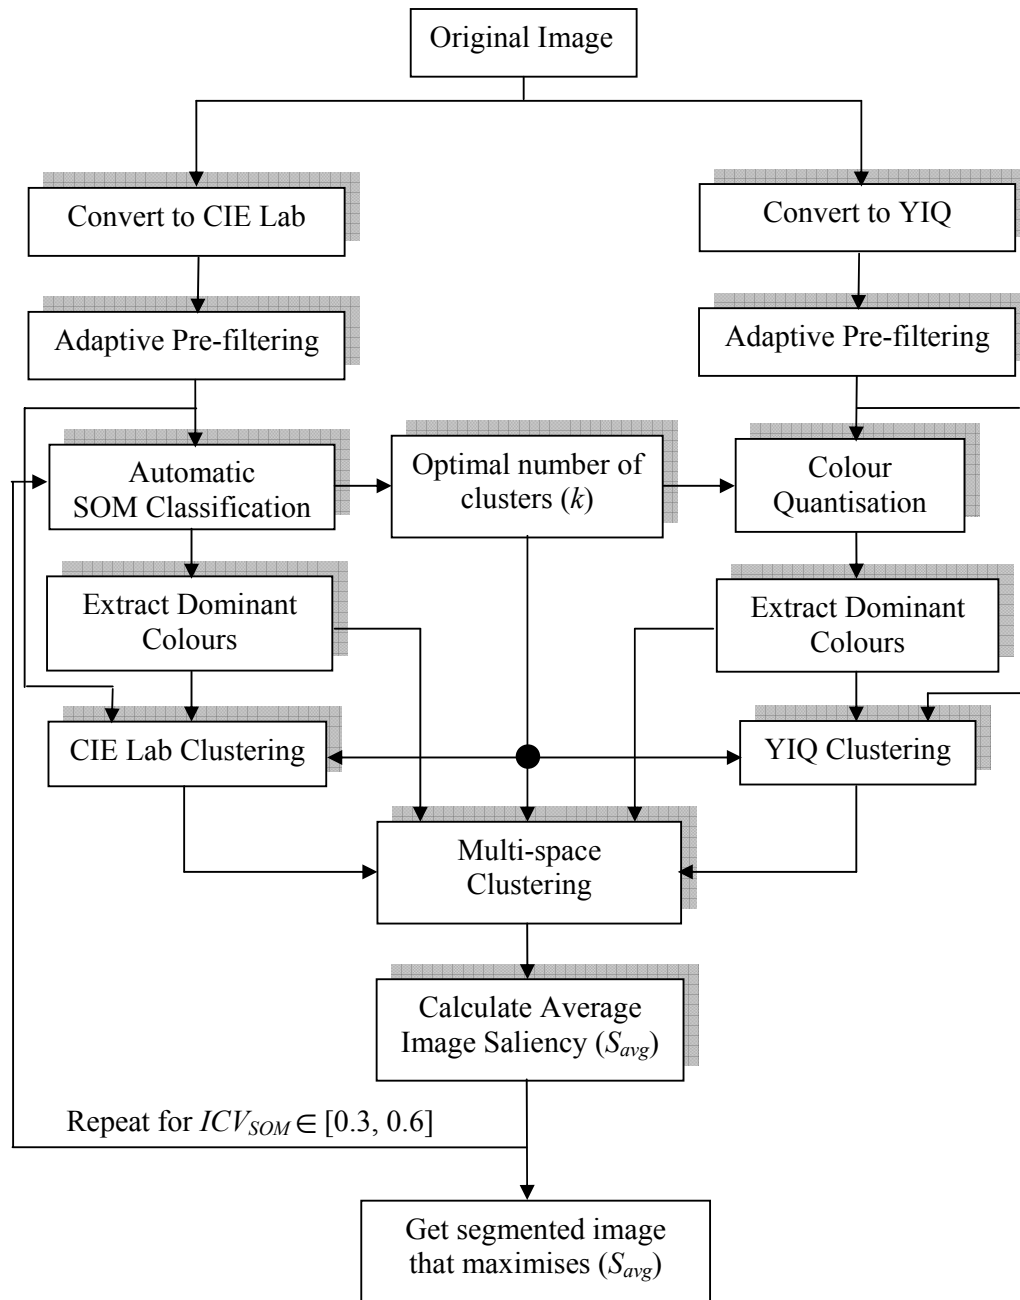 Original Image
Convert to CIE Lab
Convert to YIQ
Adaptive Pre-filtering
Adaptive Pre-filtering
Automatic
SOM Classification
Optimal number of
clusters (k)
Colour
Quantisation
Extract Dominant
Colours
Extract Dominant
Colours
CIE Lab Clustering
YIQ Clustering
Multi-space
Clustering
Calculate Average
Image Saliency (Savg)
Repeat for ICVSOM ∈ [0.3, 0.6]
Get segmented image
that maximises (Savg)